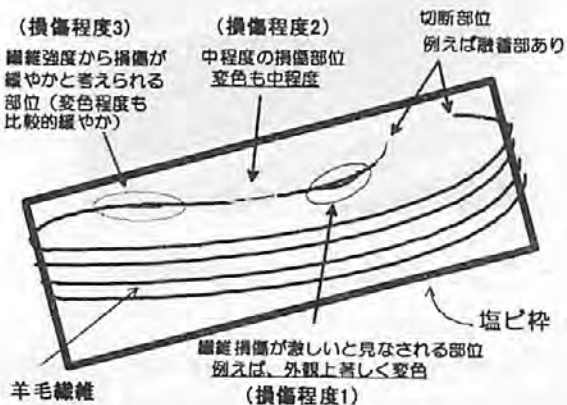 (損傷程度3)
繊維強度から損傷が
緩やかと考えられる
部位(変色程度も
比較的緩やか)
(損傷程度2)
中程度の損傷部位
変色も中程度
切断部位
例えば融着部あり
塩ビ枠
繊維損傷が激しいと見なされる部位
例えば、外観上著しく変色
(損傷程度1)
羊毛繊維